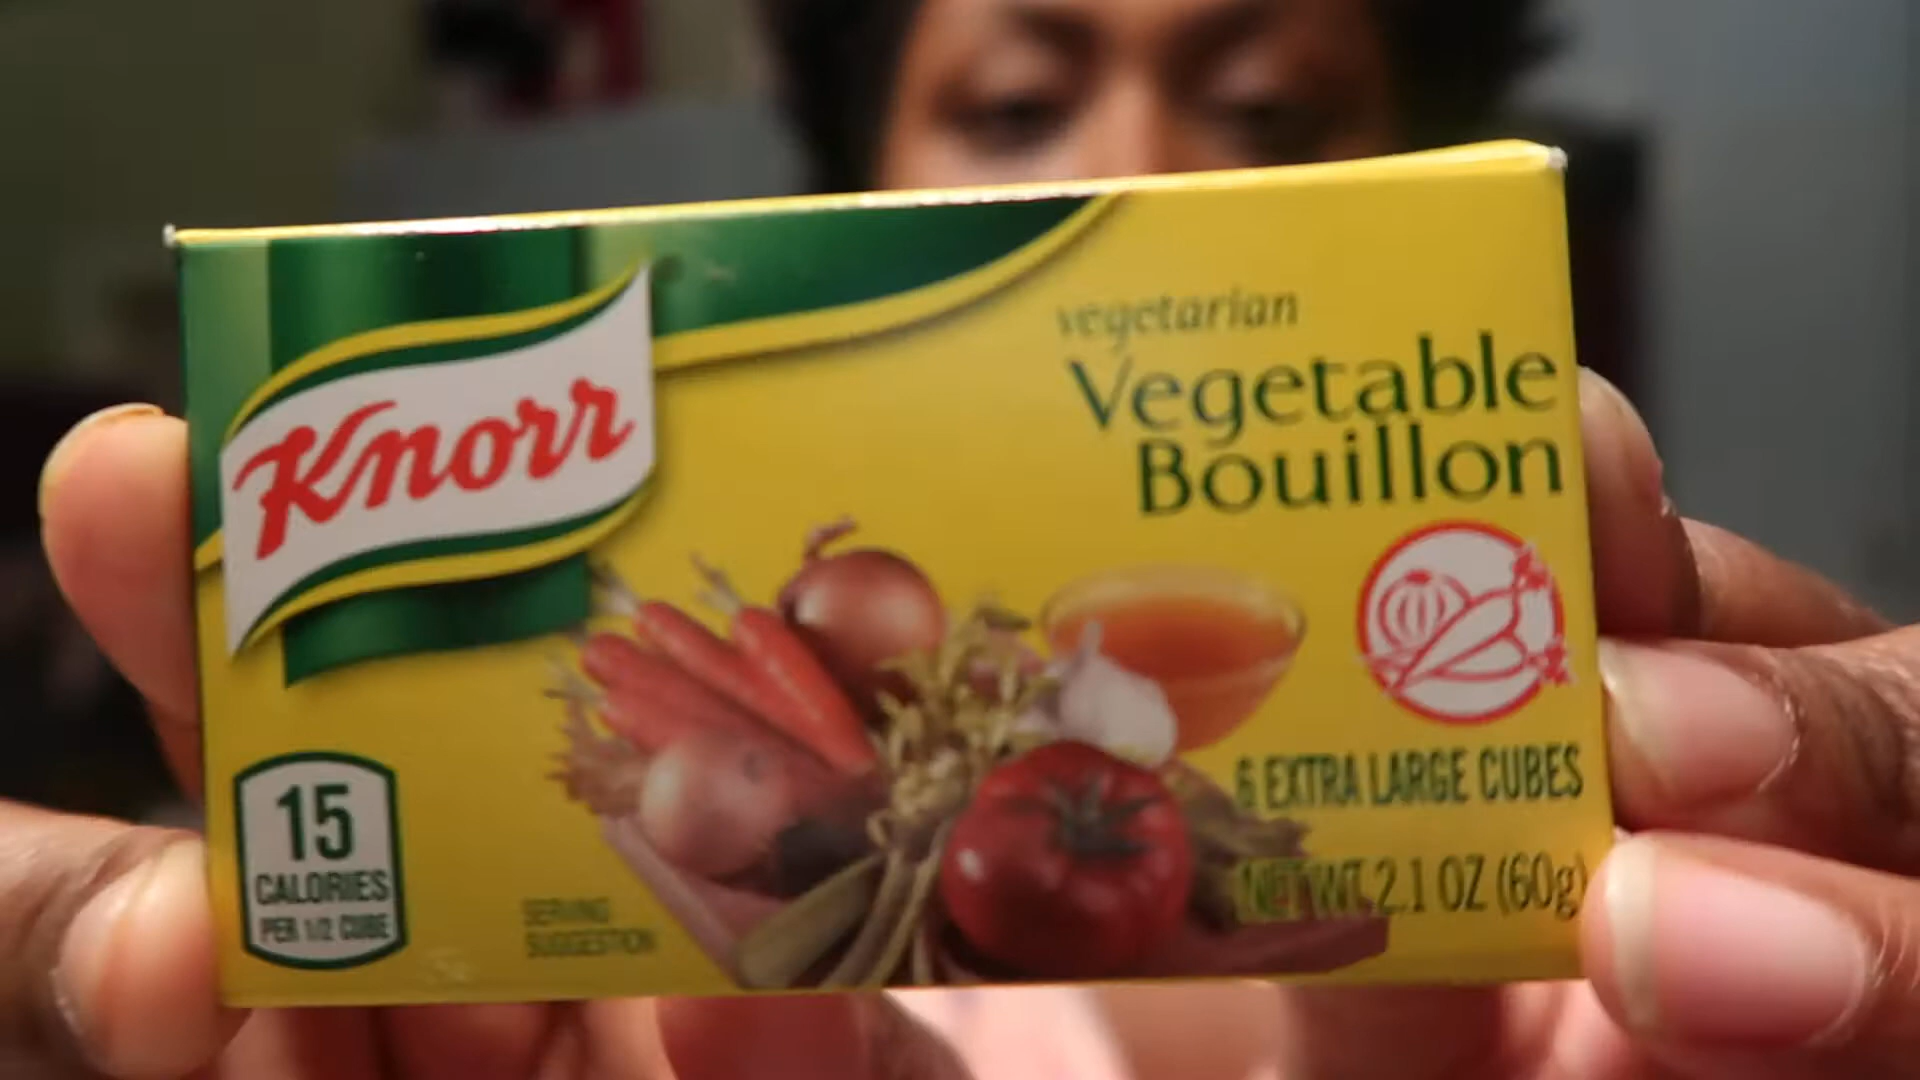 Knorr
vegetarian
Vegetable
Bouillon
6 EXTRA LARGE CUBES
NET WT. 2.1 OZ (60g)
15
CALORIES
PER 1/2 CUBE
SERVING
SUGGESTION